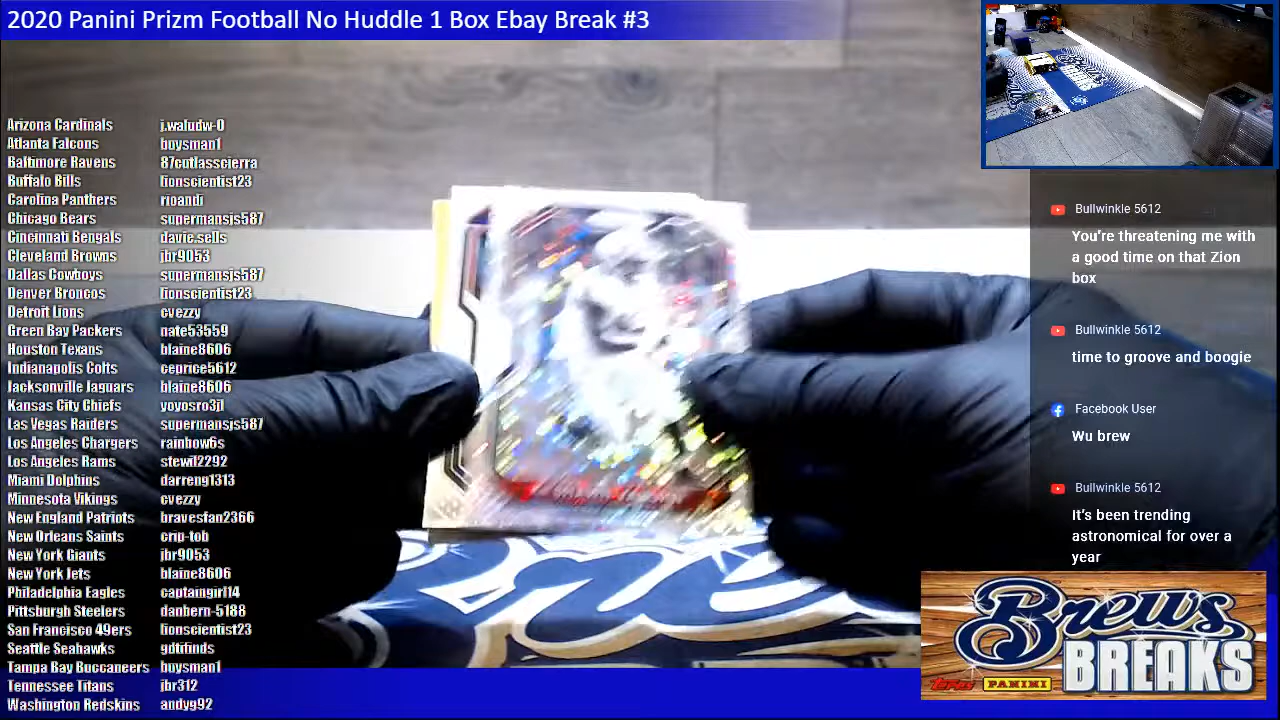 2020 Panini Prizm Football No Huddle 1 Box Ebay Break #3
Arizona Cardinals j.waludw-0
Atlanta Falcons buysman1
Baltimore Ravens 87cutlasscierra
Buffalo Bills lionscientist23
Carolina Panthers rioandi
Chicago Bears supermansjs587
Cincinnati Bengals davie.sells
Cleveland Browns jbr9053
Dallas Cowboys supermansjs587
Denver Broncos lionscientist23
Detroit Lions cvezzy
Green Bay Packers nate53559
Houston Texans blaine8606
Indianapolis Colts ceprice5612
Jacksonville Jaguars blaine8606
Kansas City Chiefs yoyosro3jl
Las Vegas Raiders supermansjs587
Los Angeles Chargers rainbow6s
Los Angeles Rams stewil2292
Miami Dolphins darreng1313
Minnesota Vikings cvezzy
New England Patriots bravesfan2366
New Orleans Saints crip-tob
New York Giants jbr9053
New York Jets blaine8606
Philadelphia Eagles captaingirl14
Pittsburgh Steelers danhern-5188
San Francisco 49ers lionscientist23
Seattle Seahawks gdtifinds
Tampa Bay Buccaneers buysman1
Tennessee Titans jbr312
Washington Redskins andyg92
Bullwinkle 5612
You're threatening me with
a good time on that Zion
box
Bullwinkle 5612
time to groove and boogie
Facebook User
Wu brew
Bullwinkle 5612
It's been trending
astronomical for over a
year
Brews
BREAKS
Topps PANINI